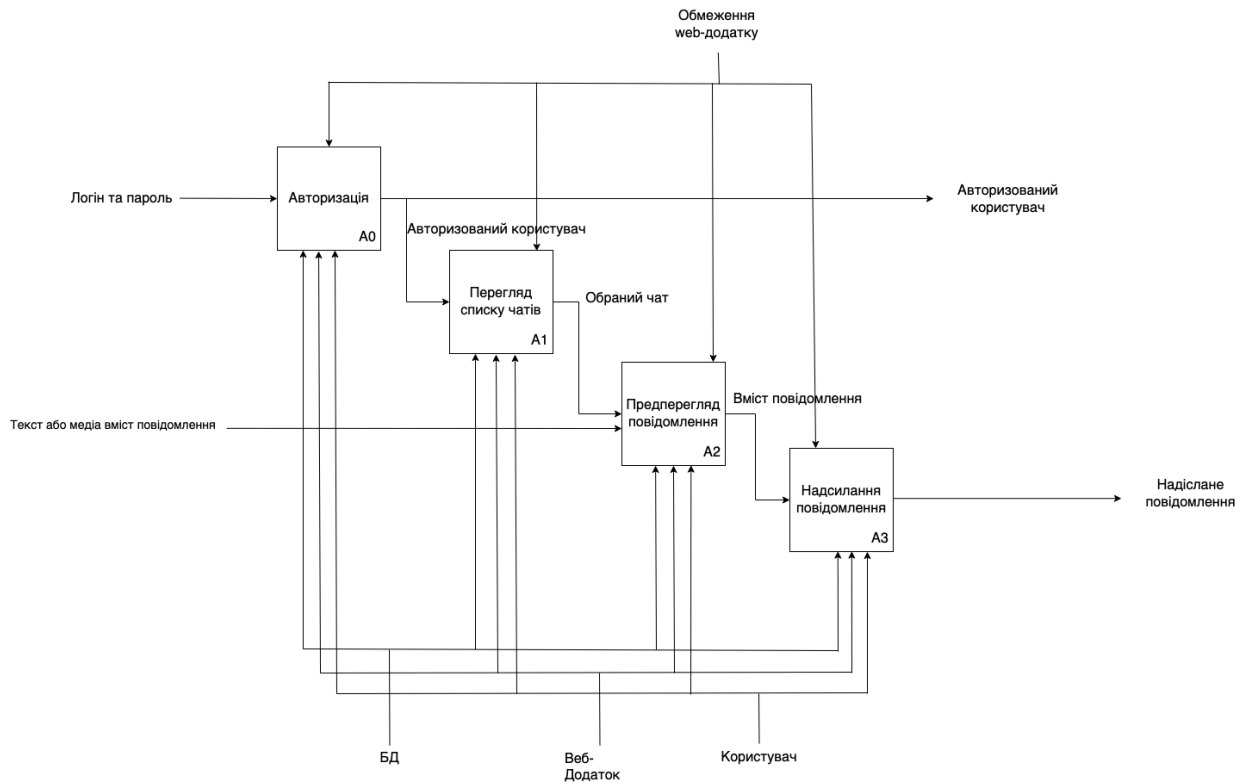 Обмеження
web-додатку
Логін та пароль
Авторизація
A0
Авторизований
користувач
Авторизований користувач
Перегляд
списку чатів
A1
Обраний чат
Текст або медіа вміст повідомлення
Предперегляд
повідомлення
A2
Вміст повідомлення
Надсилання
повідомлення
A3
Надіслане
повідомлення
БД
Веб-
Додаток
Користувач